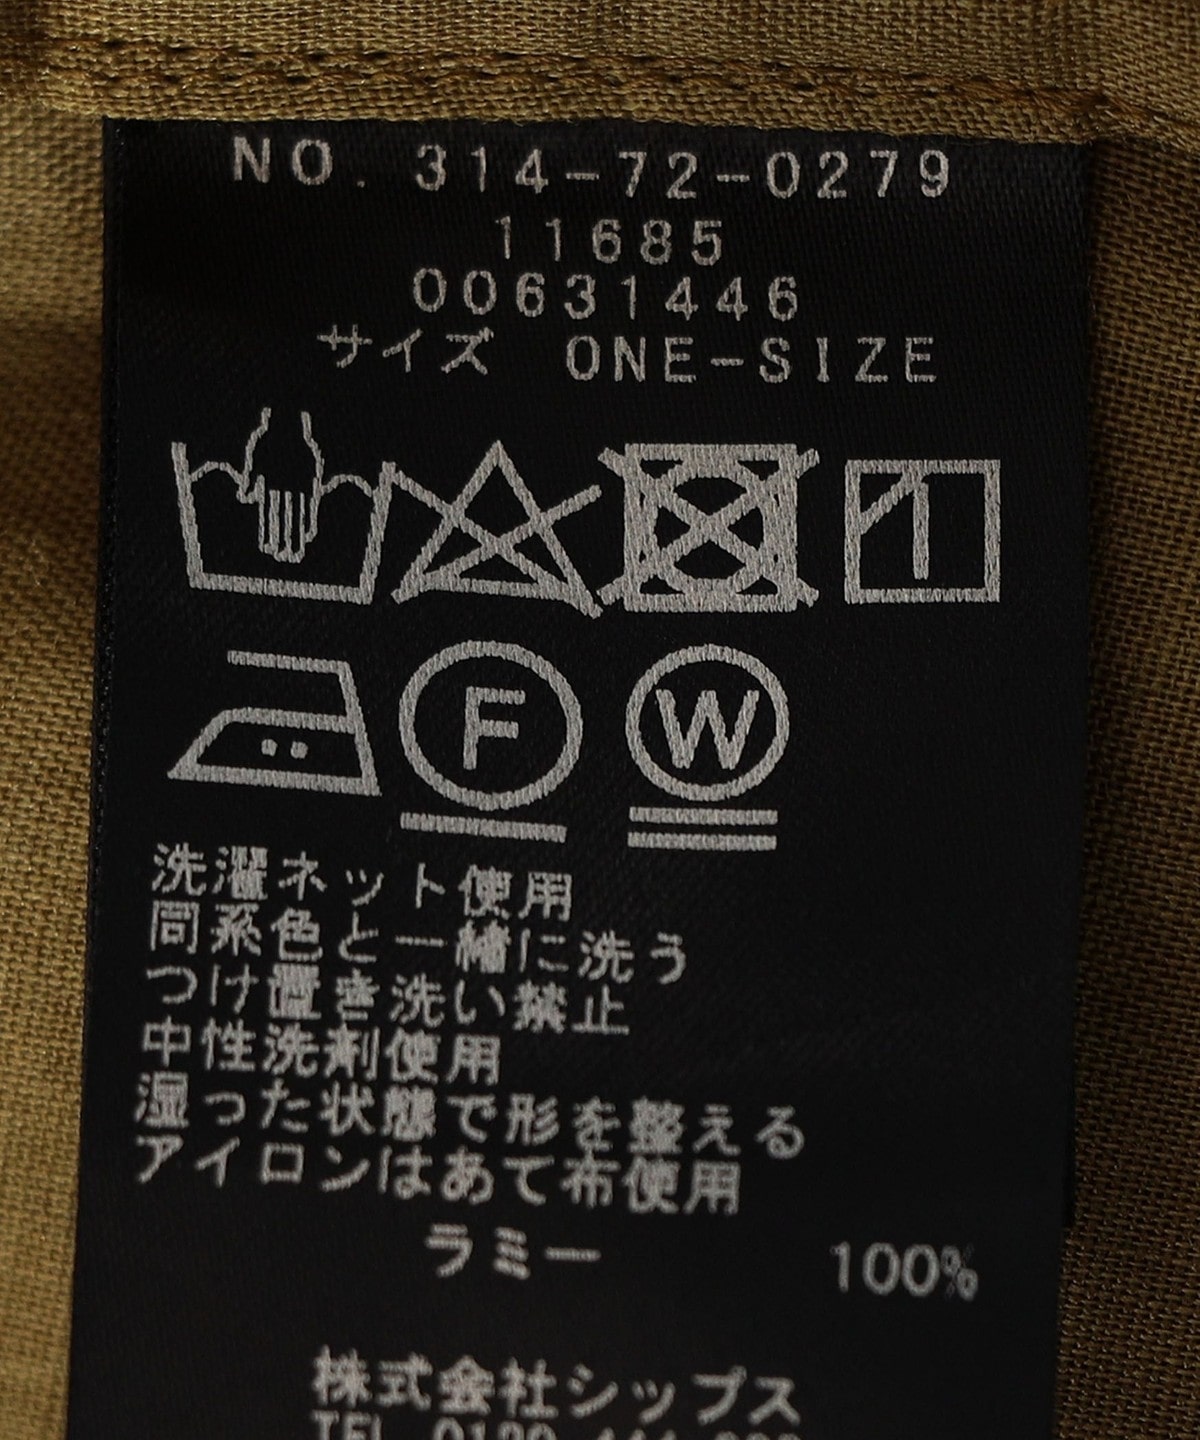 NO. 314-72-0279
11685
00631446
サイズ ONE-SIZE
F W
洗濯ネット使用
同系色と一緒に洗う
つけ置き洗い禁止
中性洗剤使用
湿った状態で形を整える
アイロンはあて布使用
ラミー 100%
株式会社シップス
TEL 0120